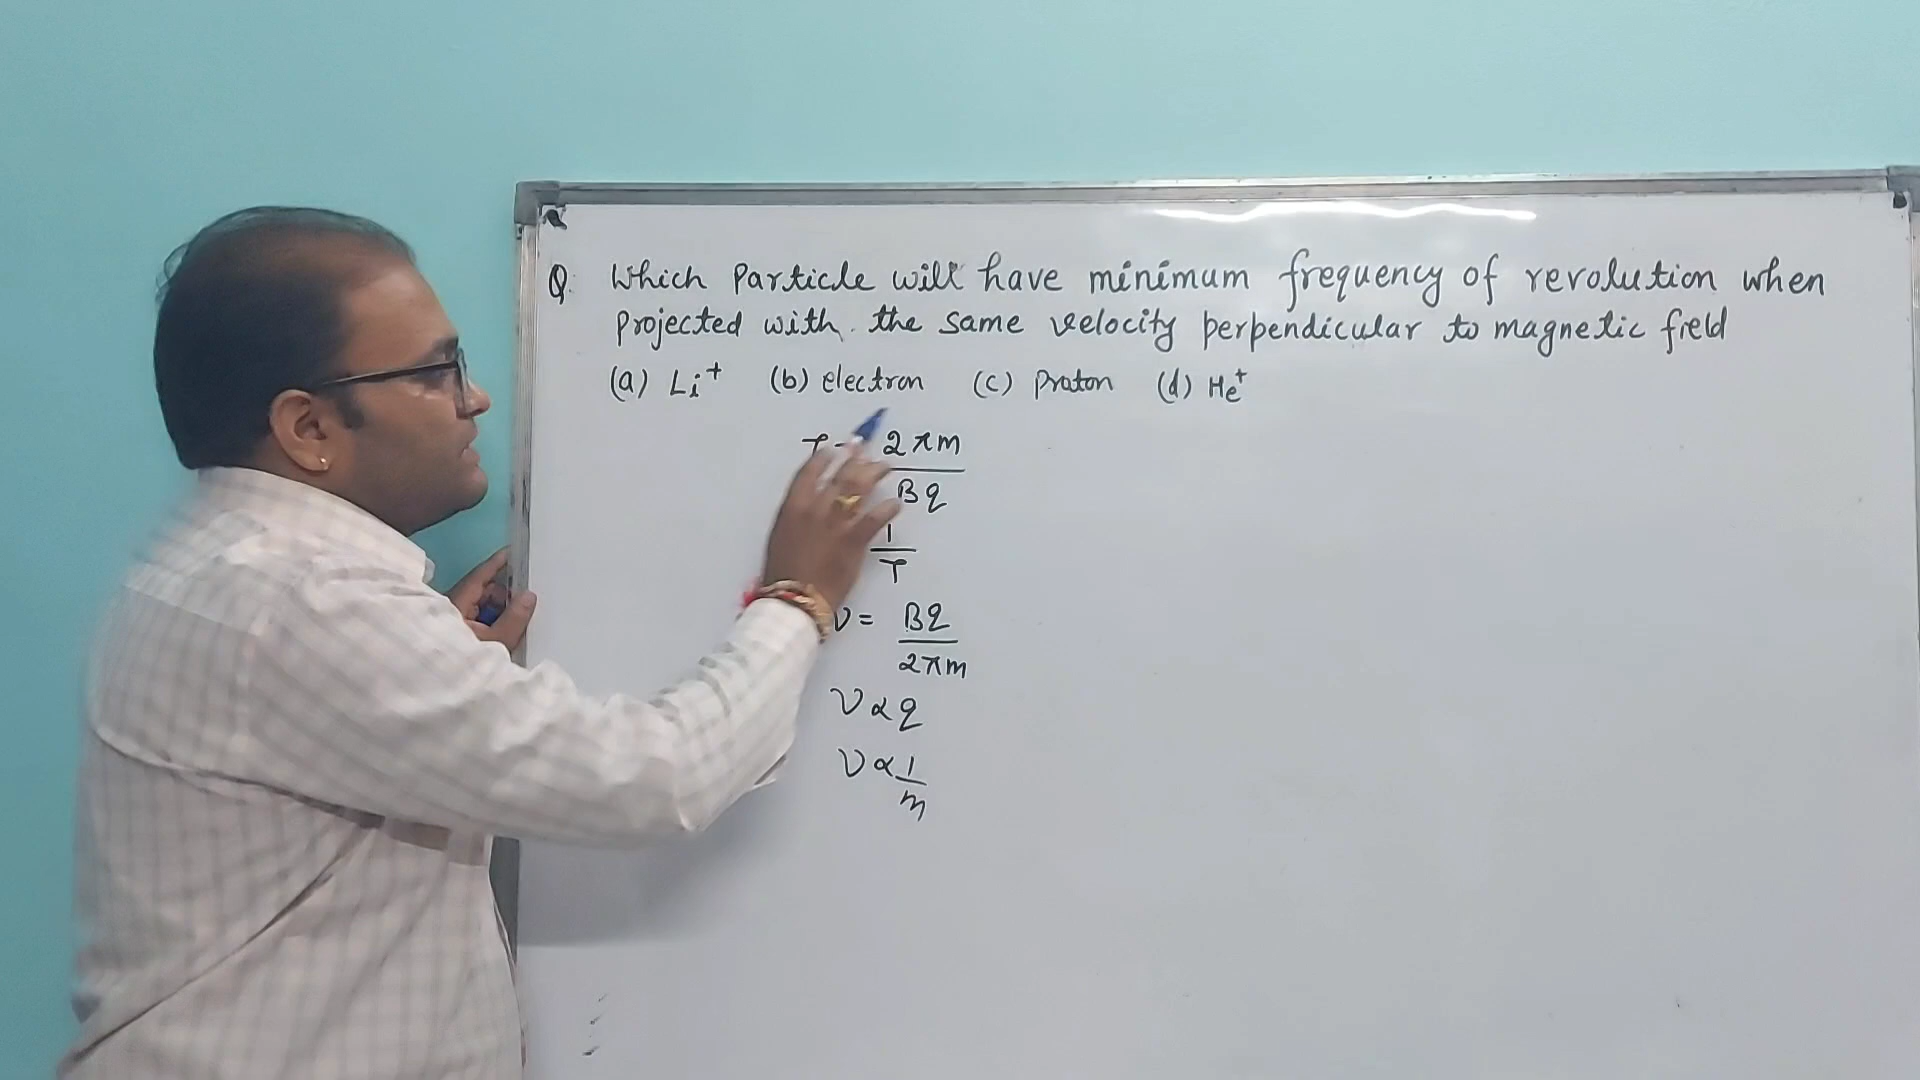 Q. Which Particle will have minimum frequency of revolution when
Projected with the same velocity perpendicular to magnetic field
(a) Li⁺ (b) electron (c) Proton (d) He⁺
2πm
Bq
1
T
ν = Bq
2πm
ν ∝ q
ν ∝ 1
m